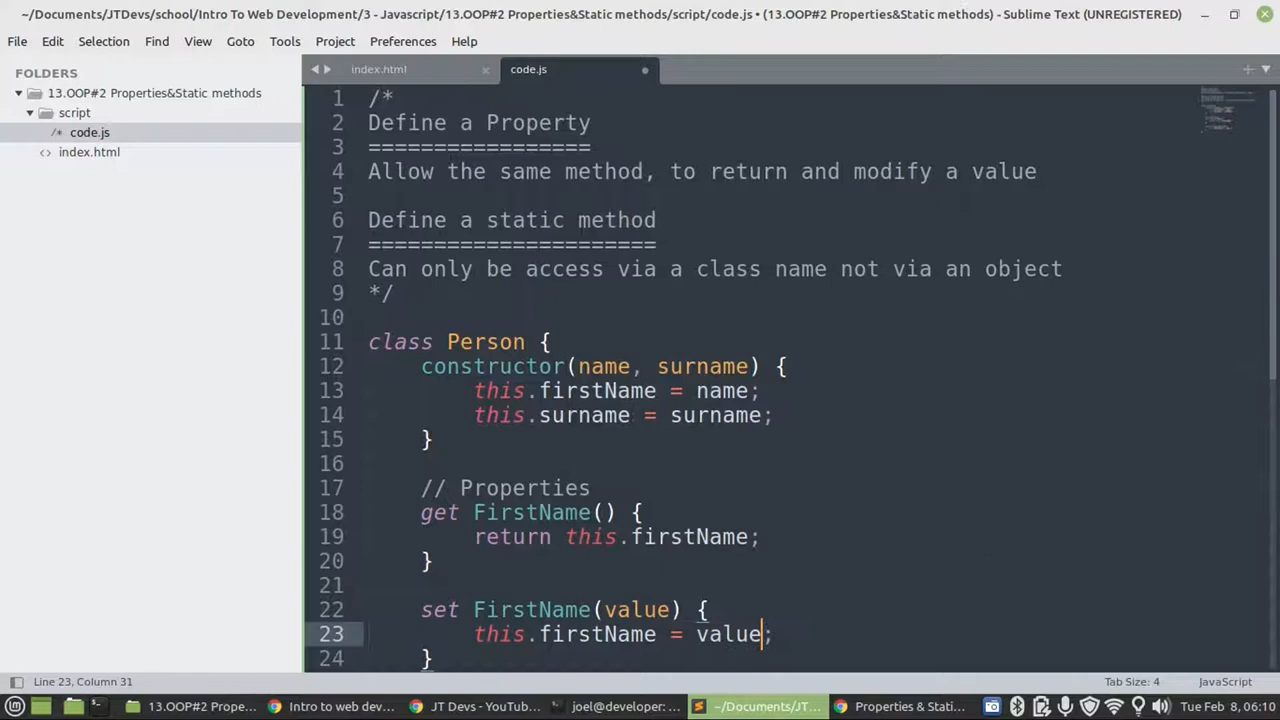 ~/Documents/JTDevs/school/Intro To Web Development/3 - Javascript/13.OOP#2 Properties&Static methods/script/code.js • (13.OOP#2 Properties&Static methods) - Sublime Text (UNREGISTERED)
File Edit Selection Find View Goto Tools Project Preferences Help
FOLDERS
13.OOP#2 Properties&Static methods
script
/* code.js
<> index.html
index.html
code.js
1 /*
2 Define a Property
3 =================
4 Allow the same method, to return and modify a value
5
6 Define a static method
7 ======================
8 Can only be access via a class name not via an object
9 */
10
11 class Person {
12     constructor(name, surname) {
13         this.firstName = name;
14         this.surname = surname;
15     }
16
17     // Properties
18     get FirstName() {
19         return this.firstName;
20     }
21
22     set FirstName(value) {
23         this.firstName = value;
24     }
Line 23, Column 31
Tab Size: 4
JavaScript
13.OOP#2 Prope...
Intro to web dev...
JT Devs - YouTub...
joel@developer: ...
~/Documents/JT...
Properties & Stati...
Tue Feb 8, 06:10